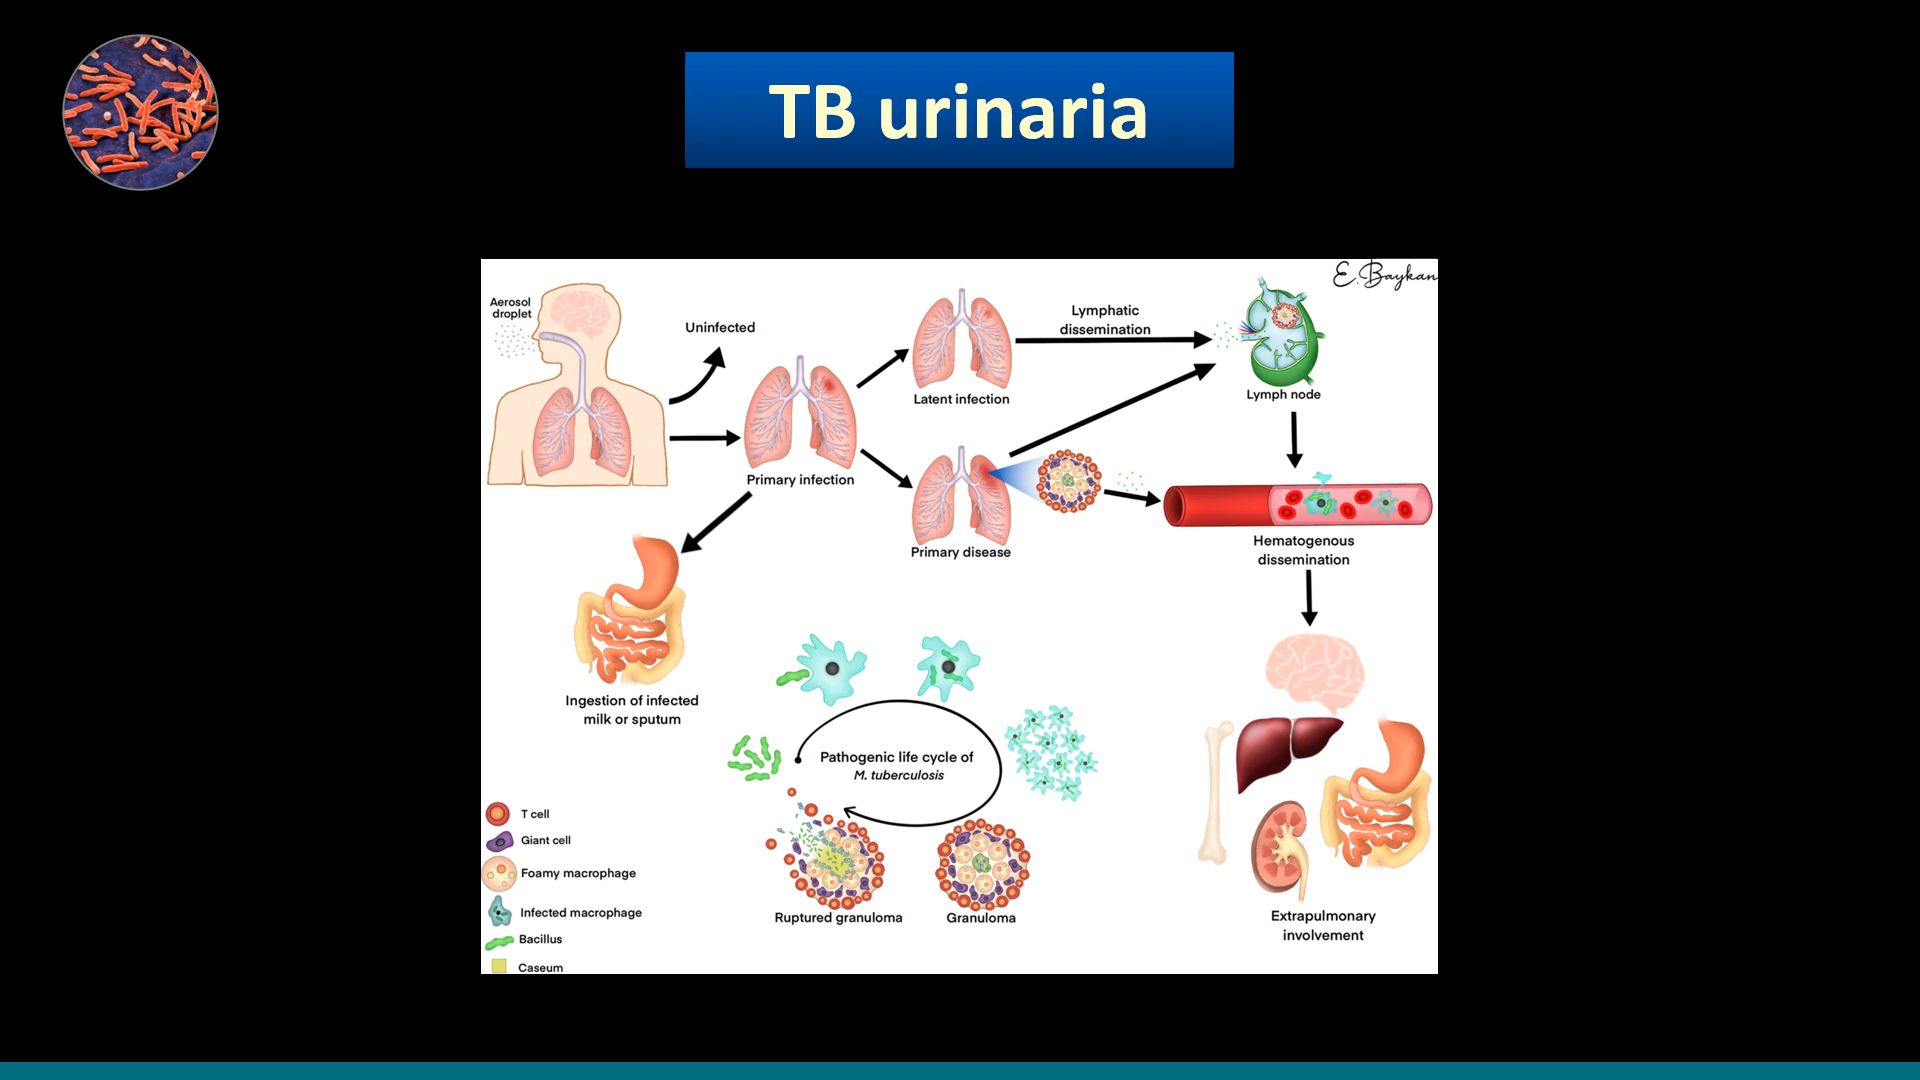 TB urinaria
E.Baykan
Aerosol
droplet
Uninfected
Lymphatic
dissemination
Latent infection
Lymph node
Primary infection
Primary disease
Hematogenous
dissemination
Ingestion of infected
milk or sputum
Pathogenic life cycle of
M. tuberculosis
T cell
Giant cell
Foamy macrophage
Infected macrophage
Bacillus
Caseum
Ruptured granuloma
Granuloma
Extrapulmonary
involvement